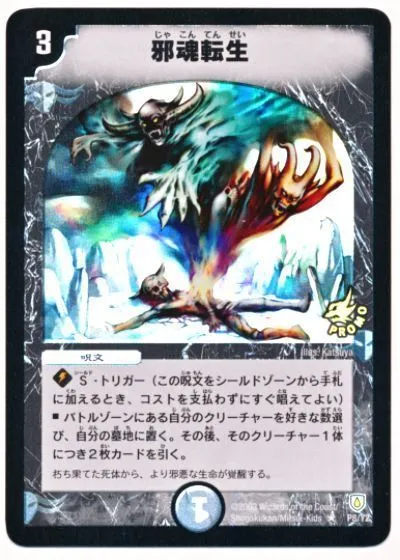 3
じゃ こん てん せい
邪魂転生
PROMO
illus. Katsuya
呪文
S・トリガー（この呪文をシールドゾーンから手札
に加えるとき、コストを支払わずにすぐ唱えてよい）
■ バトルゾーンにある自分のクリーチャーを好きな数選
び、自分の墓地に置く。その後、そのクリーチャー1体
につき2枚カードを引く。
朽ち果てた死体から、より邪悪な生命が覚醒する。
©2003 Wizards of the Coast/
Shogakukan/Mitsui-Kids
P8/Y2